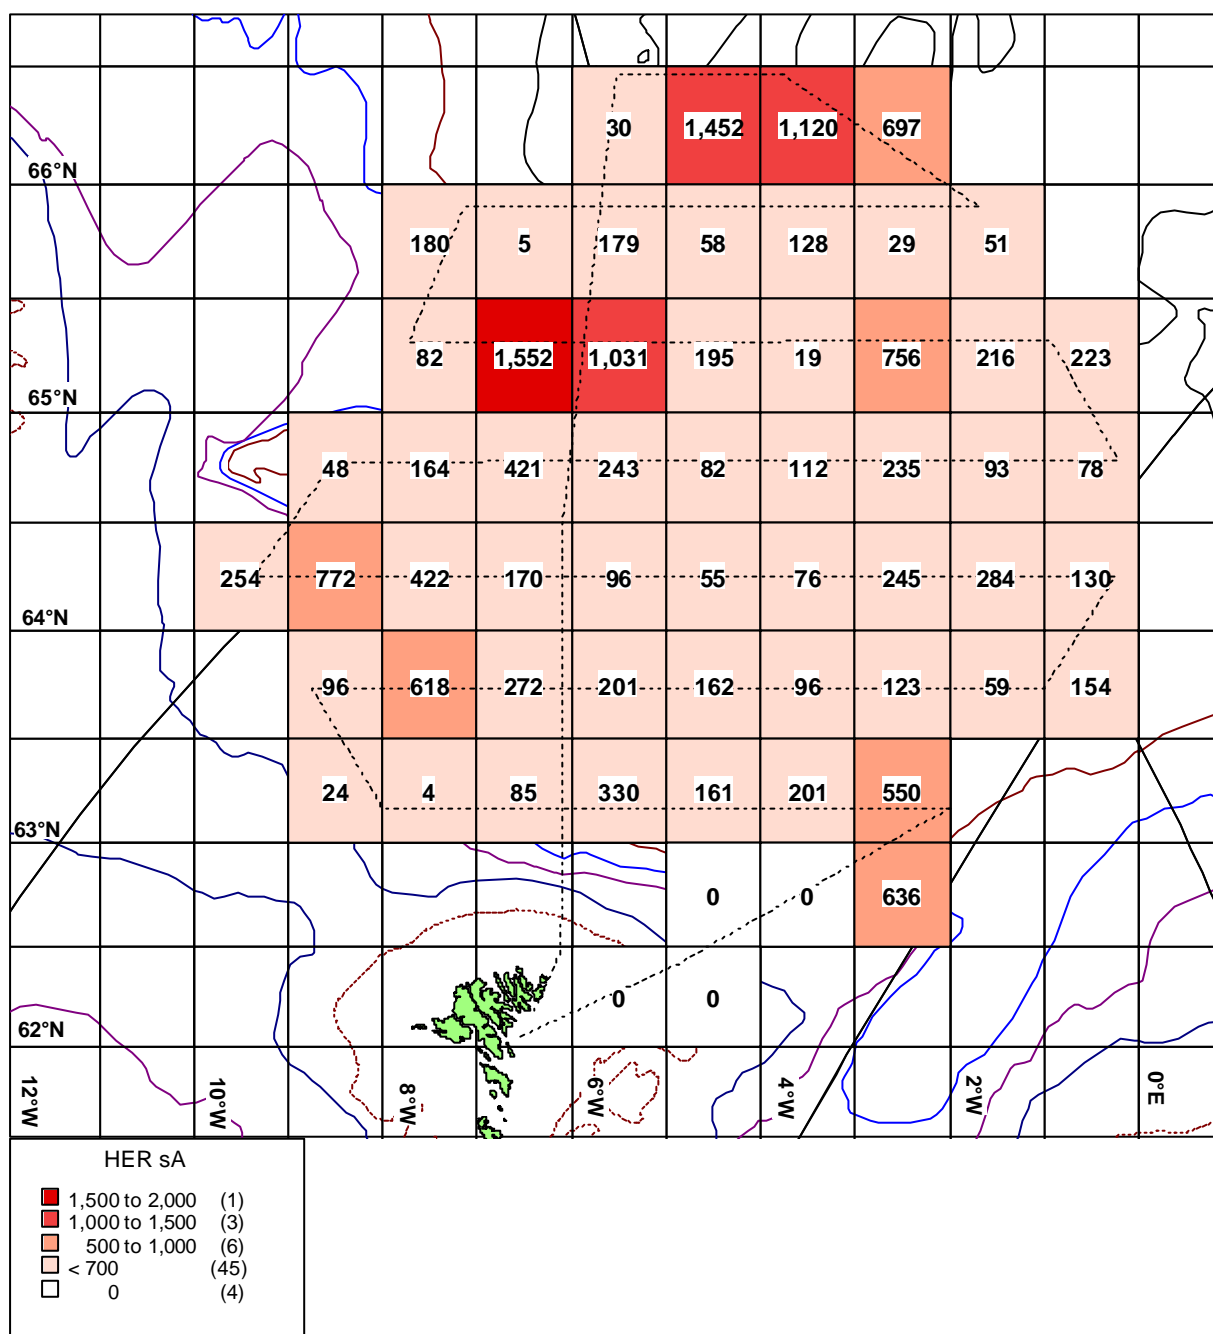 30 1,452 1,120 697
66°N
180 5 179 58 128 29 51
82 1,552 1,031 195 19 756 216 223
65°N
48 164 421 243 82 112 235 93 78
254 772 422 170 96 55 76 245 284 130
64°N
96 618 272 201 162 96 123 59 154
24 4 85 330 161 201 550
63°N
0 0 636
0 0
62°N
12°W 10°W 8°W 6°W 4°W 2°W 0°E
HER sA
1,500 to 2,000 (1)
1,000 to 1,500 (3)
500 to 1,000 (6)
< 700 (45)
0 (4)